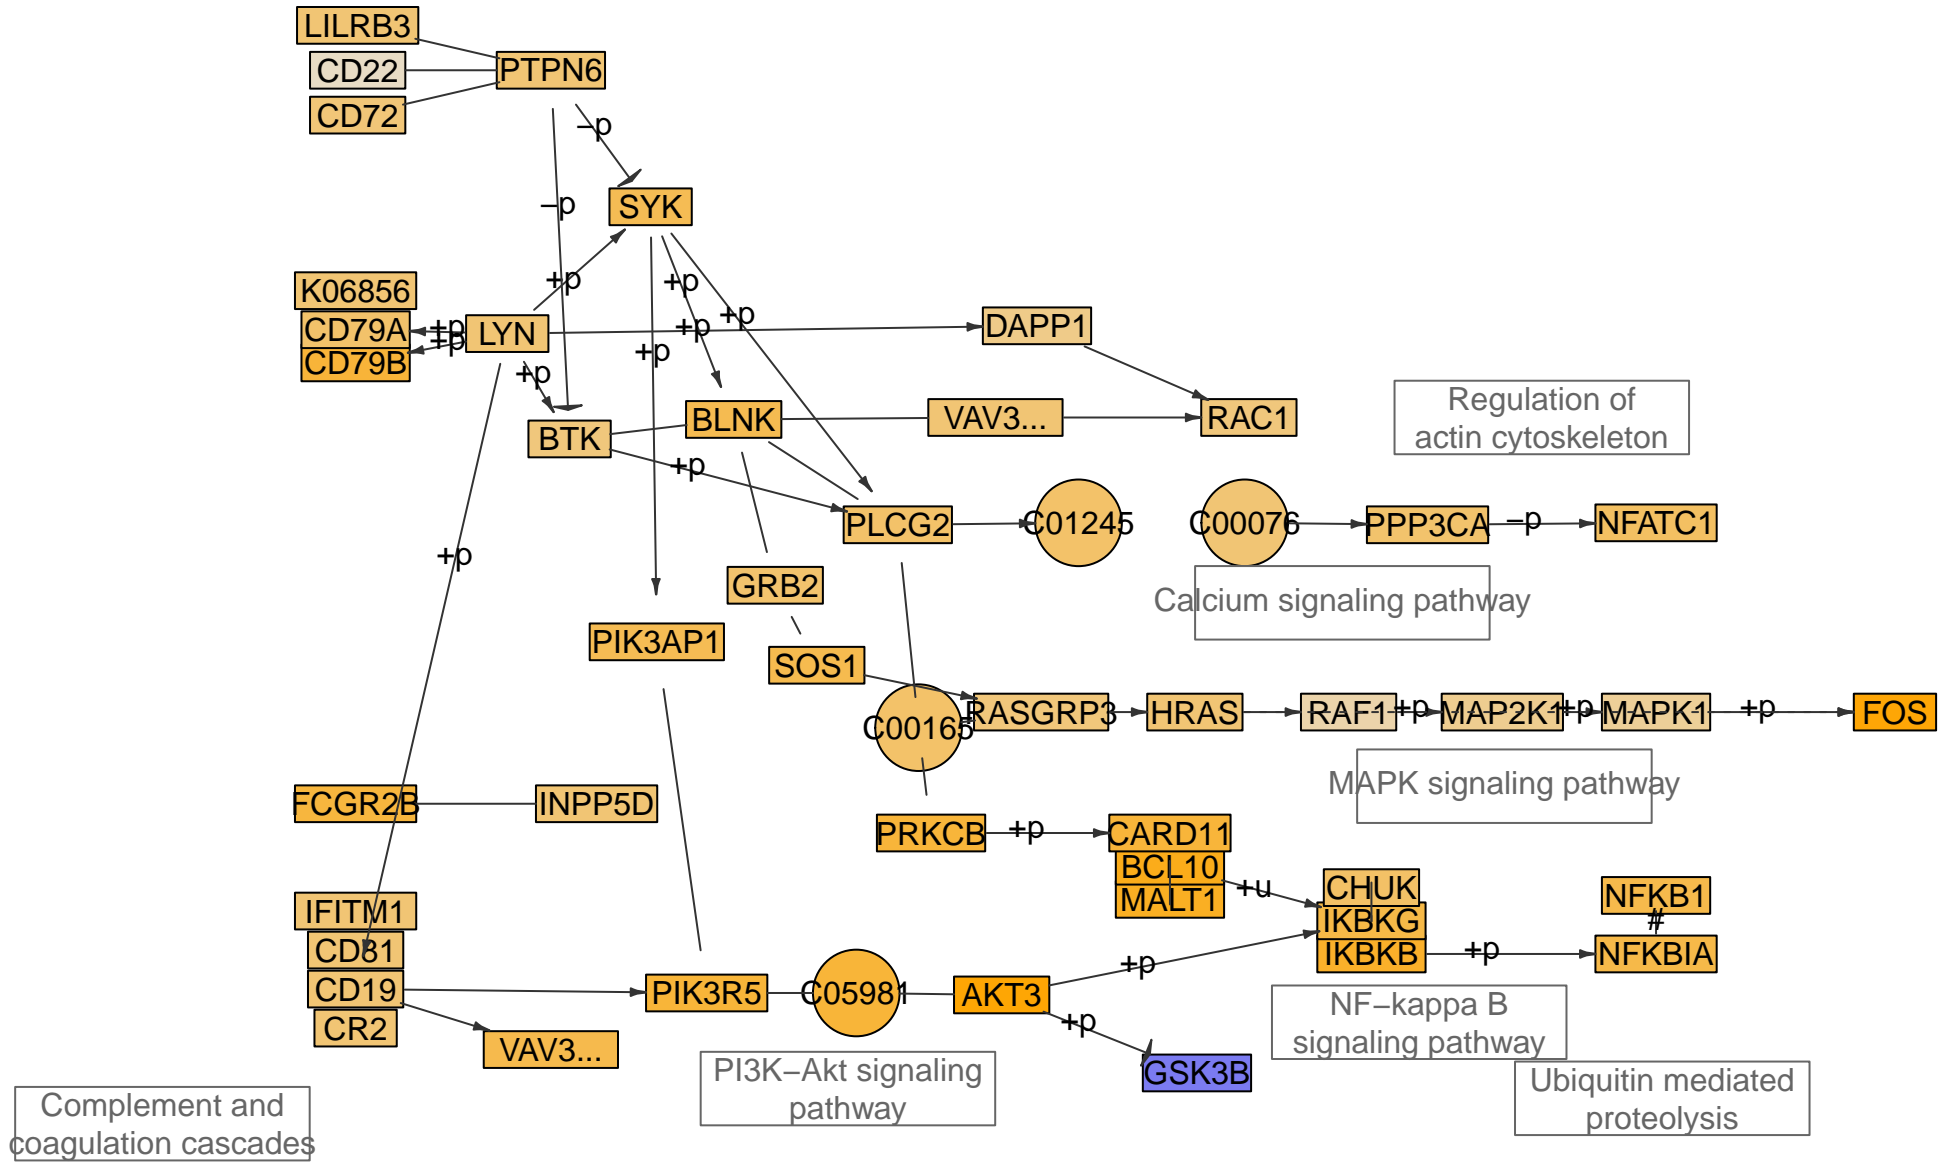 LILRB3
CD22
PTPN6
CD72
–p
SYK
–p
+p
+p
K06856
CD79A
+p
LYN
+p
+p
DAPP1
CD79B
+p
+p
+p
BTK
BLNK
VAV3...
RAC1
Regulation of
actin cytoskeleton
+p
PLCG2
C01245
C00076
PPP3CA
–p
NFATC1
+p
GRB2
Calcium signaling pathway
PIK3AP1
SOS1
C00165
RASGRP3
HRAS
RAF1
+p
MAP2K1
+p
MAPK1
+p
FOS
MAPK signaling pathway
FCGR2B
INPP5D
PRKCB
+p
CARD11
BCL10
MALT1
+u
CHUK
IKBKG
IKBKB
+p
NFKB1
#
NFKBIA
IFITM1
CD81
CD19
CR2
VAV3...
PIK3R5
C05981
AKT3
+p
+p
GSK3B
NF–kappa B
signaling pathway
PI3K–Akt signaling
pathway
Ubiquitin mediated
proteolysis
Complement and
coagulation cascades